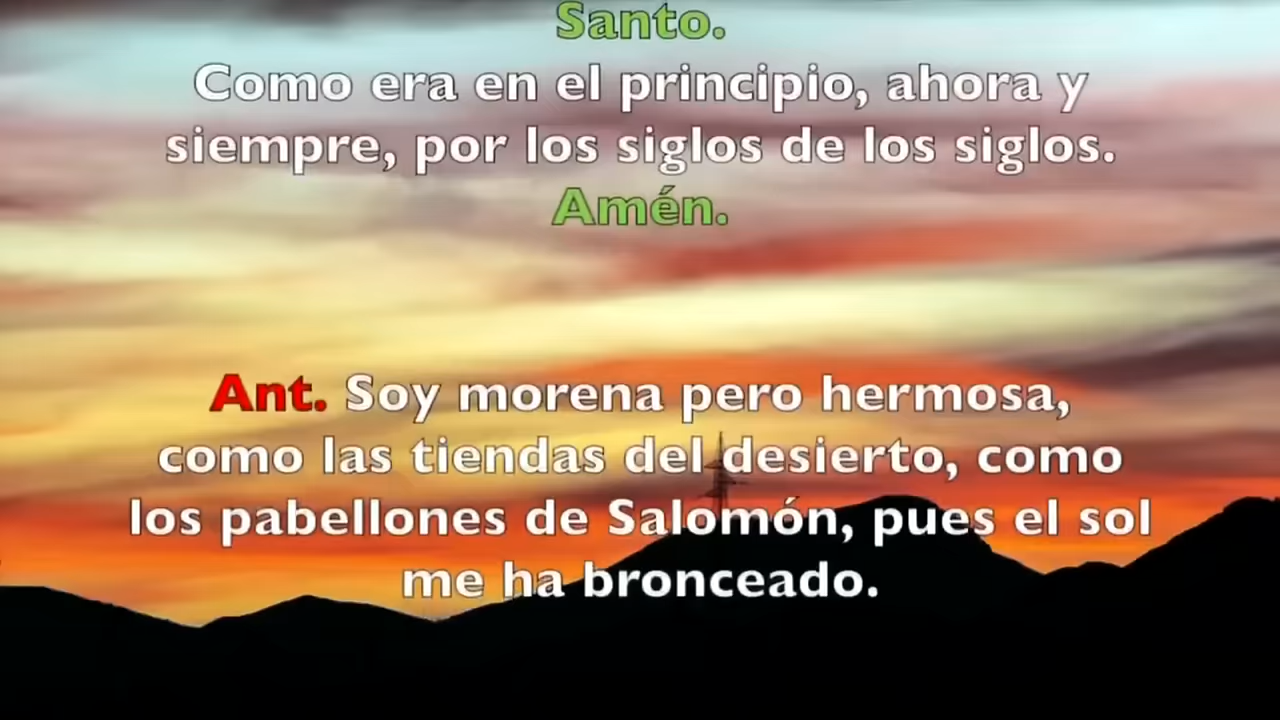 Santo.
Como era en el principio, ahora y
siempre, por los siglos de los siglos.
Amén.
Ant. Soy morena pero hermosa,
como las tiendas del desierto, como
los pabellones de Salomón, pues el sol
me ha bronceado.